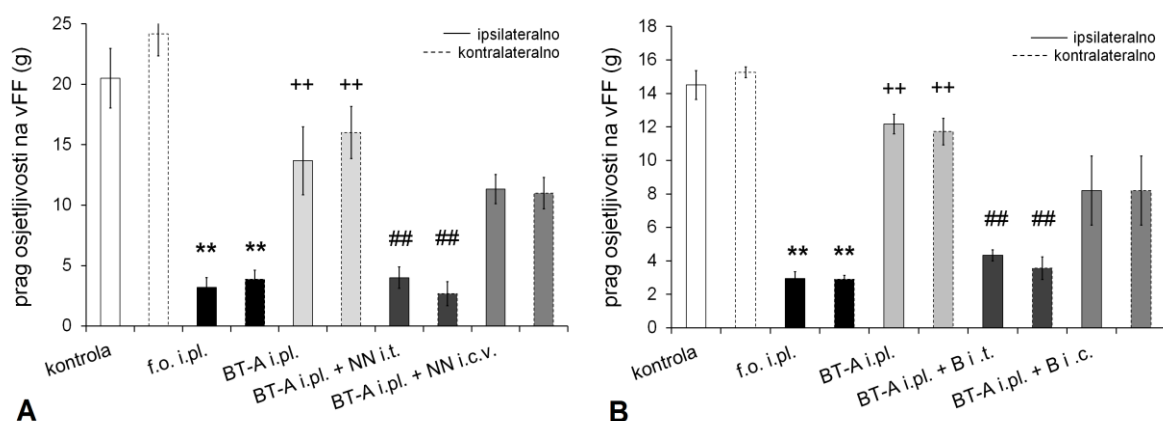 prag osjetljivosti na vFF (g)
25
20
15
10
5
0
ipsilateralno
kontralateralno
**
**
++
++
##
##
kontrola
f.o. i.pl.
BT-A i.pl.
BT-A i.pl. + NN i.t.
BT-A i.pl. + NN i.c.v.
A
prag osjetljivosti na vFF (g)
18
16
14
12
10
8
6
4
2
0
ipsilateralno
kontralateralno
**
**
++
++
##
##
kontrola
f.o. i.pl.
BT-A i.pl.
BT-A i.pl. + B i .t.
BT-A i.pl. + B i .c.
B